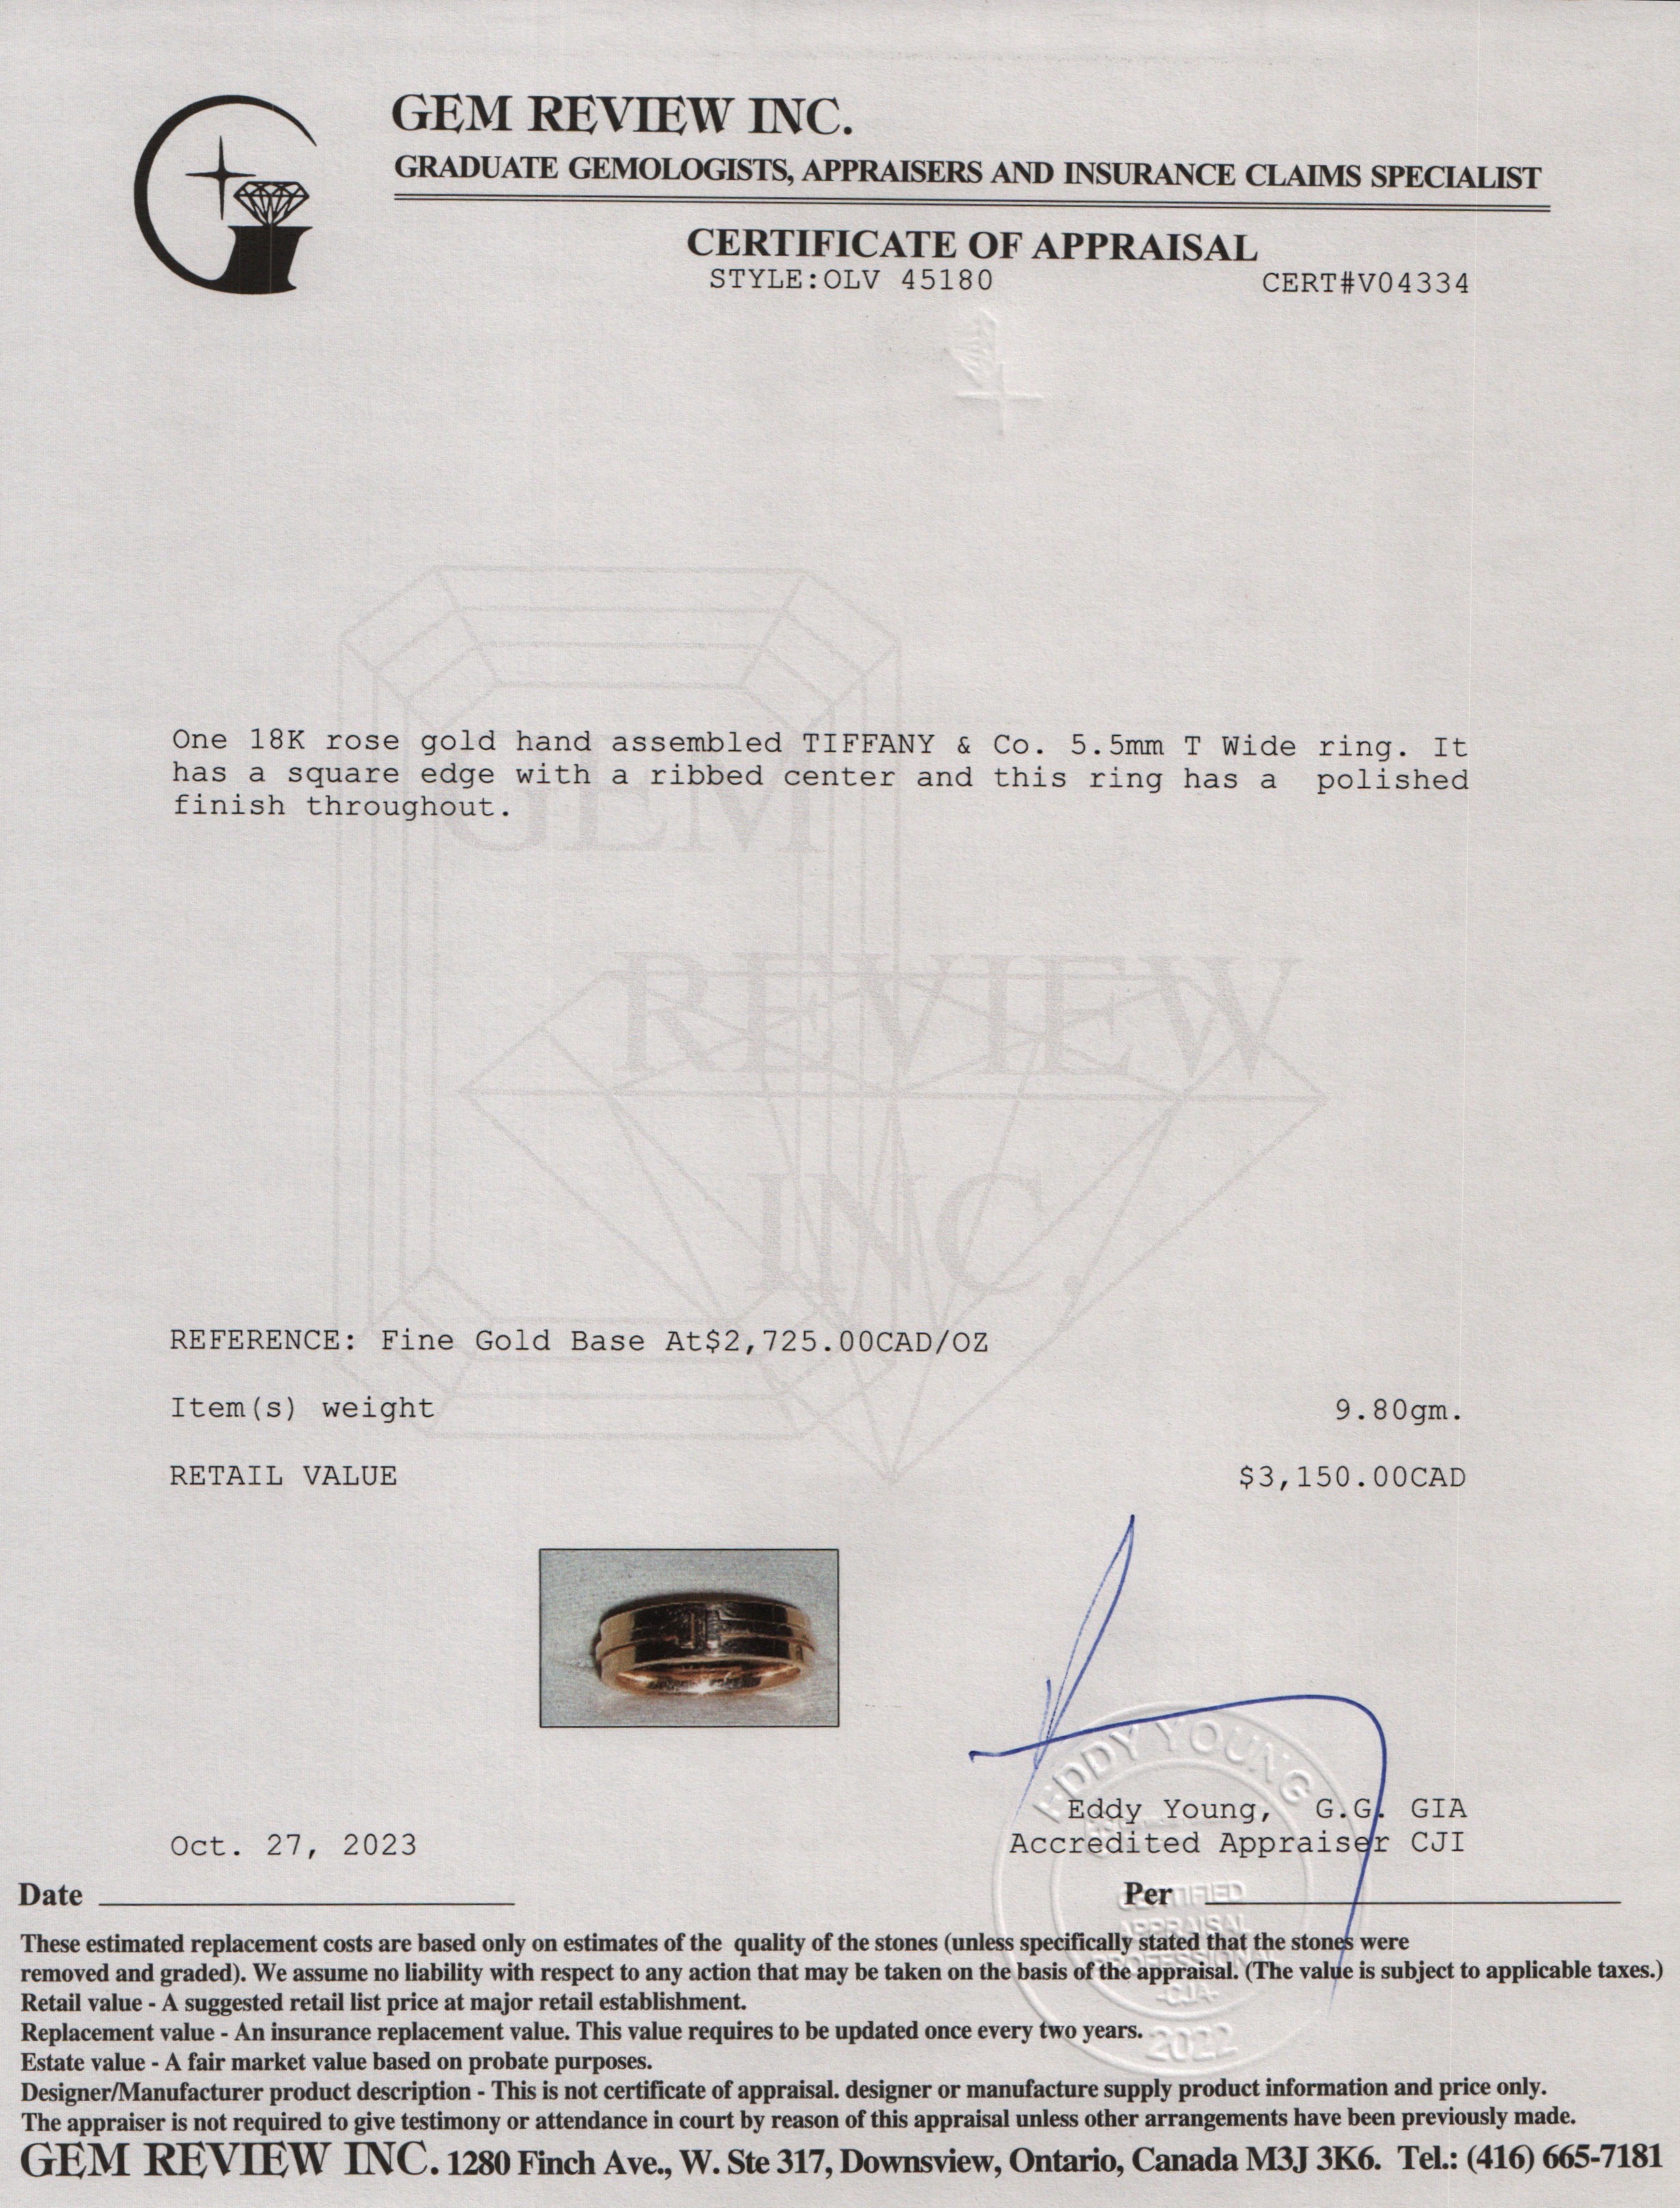 GEM REVIEW INC.
GRADUATE GEMOLOGISTS, APPRAISERS AND INSURANCE CLAIMS SPECIALIST
CERTIFICATE OF APPRAISAL
STYLE:OLV 45180 CERT#V04334
One 18K rose gold hand assembled TIFFANY & Co. 5.5mm T Wide ring. It
has a square edge with a ribbed center and this ring has a polished
finish throughout.
GEM
REVIEW
INC.
REFERENCE: Fine Gold Base At$2,725.00CAD/OZ
Item(s) weight 9.80gm.
RETAIL VALUE $3,150.00CAD
EDDY YOUNG
Eddy Young, G.G. GIA
Oct. 27, 2023 Accredited Appraiser CJI
Date Per
CERTIFIED
APPRAISAL
PROFESSIONAL
-CJA-
2022
These estimated replacement costs are based only on estimates of the quality of the stones (unless specifically stated that the stones were
removed and graded). We assume no liability with respect to any action that may be taken on the basis of the appraisal. (The value is subject to applicable taxes.)
Retail value - A suggested retail list price at major retail establishment.
Replacement value - An insurance replacement value. This value requires to be updated once every two years.
Estate value - A fair market value based on probate purposes.
Designer/Manufacturer product description - This is not certificate of appraisal. designer or manufacture supply product information and price only.
The appraiser is not required to give testimony or attendance in court by reason of this appraisal unless other arrangements have been previously made.
GEM REVIEW INC. 1280 Finch Ave., W. Ste 317, Downsview, Ontario, Canada M3J 3K6. Tel.: (416) 665-7181